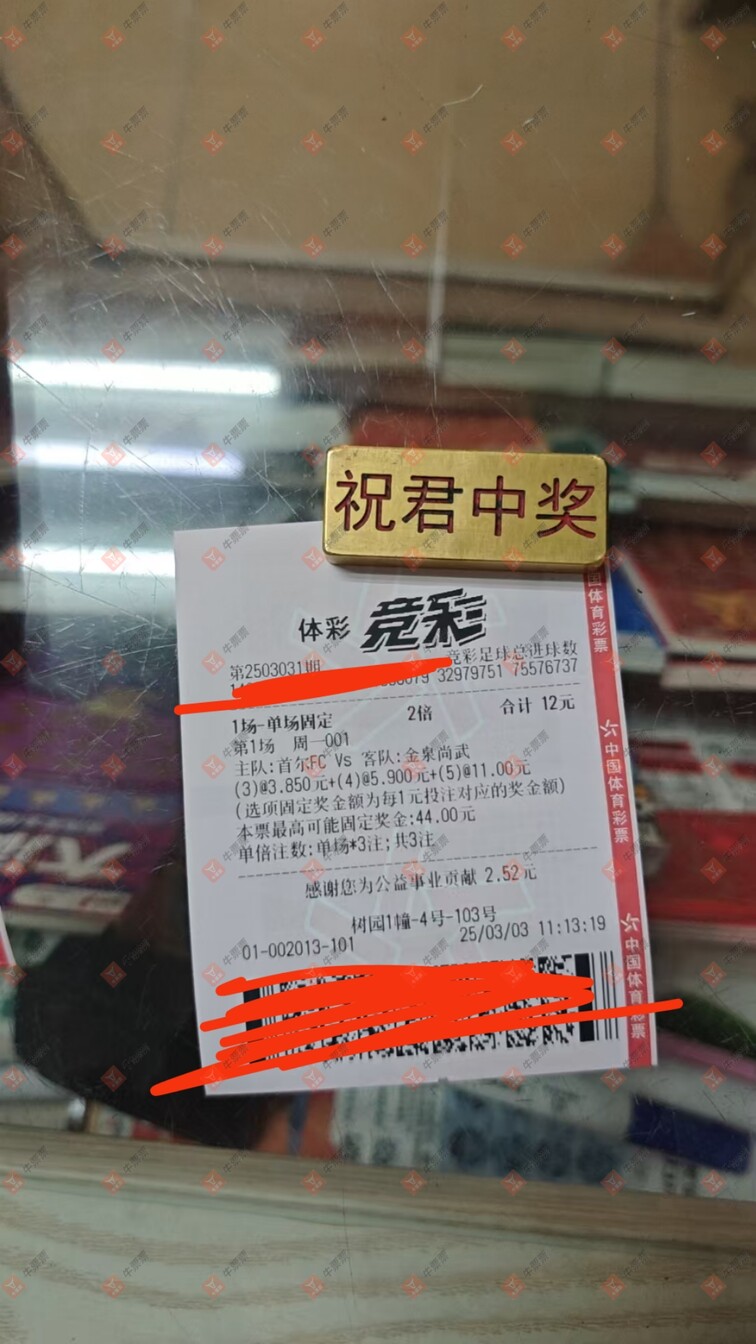 祝君中奖
体彩 竞彩
第2503031期 竞彩足球总进球数
32979751 75576737
1场-单场固定 2倍 合计 12元
第1场 周一001
主队:首尔FC Vs 客队:金泉尚武
(3)@3.850元+(4)@5.900元+(5)@11.00元
(选项固定奖金额为每1元投注对应的奖金额)
本票最高可能固定奖金:44.00元
单倍注数:单场*3注;共3注
感谢您为公益事业贡献 2.52元
树园1幢-4号-103号
01-002013-101 25/03/03 11:13:19
国体育彩票
中国体育彩票
中国体育彩票